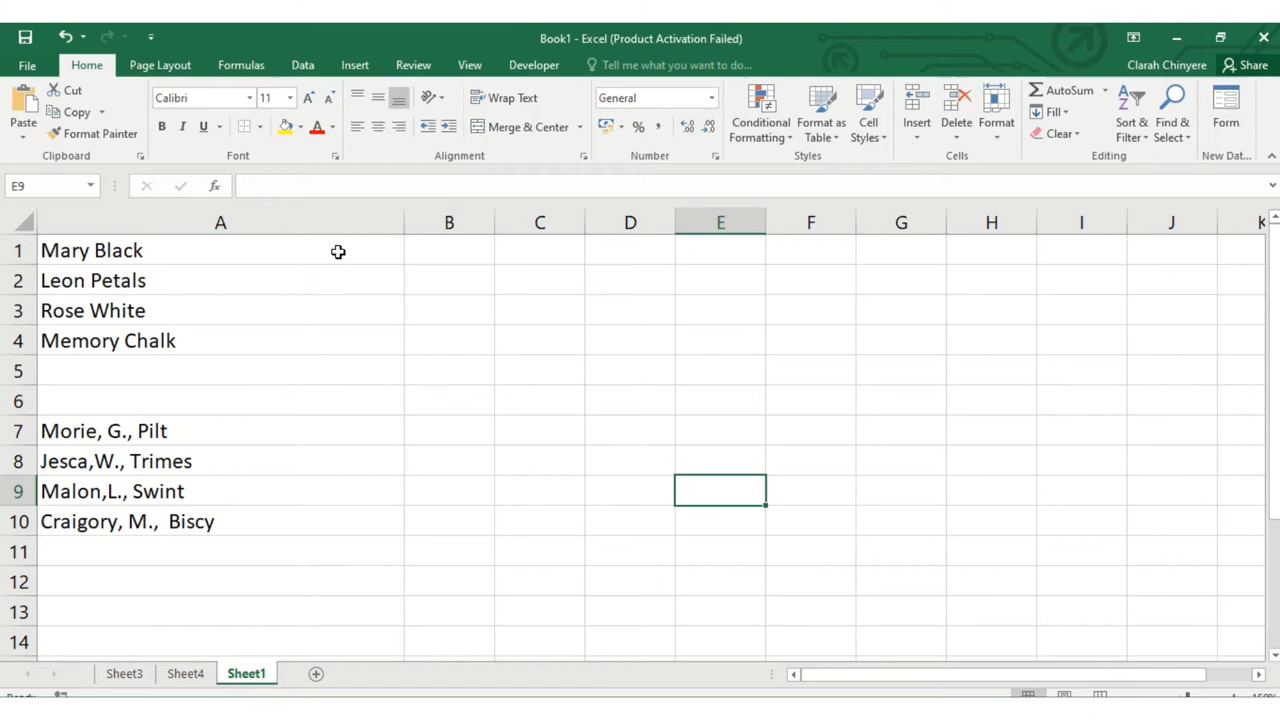 Book1 - Excel (Product Activation Failed)
File Home Page Layout Formulas Data Insert Review View Developer Tell me what you want to do... Clarah Chinyere Share
Paste Cut Copy Format Painter Clipboard
Calibri 11 A A B I U A Font
Wrap Text Merge & Center Alignment
General % , Number
Conditional Formatting Format as Table Cell Styles Styles
Insert Delete Format Cells
AutoSum Fill Clear Sort & Filter Find & Select Editing
Form New Dat...
E9 fx
A B C D E F G H I J K
1 Mary Black
2 Leon Petals
3 Rose White
4 Memory Chalk
5
6
7 Morie, G., Pilt
8 Jesca,W., Trimes
9 Malon,L., Swint
10 Craigory, M.,  Biscy
11
12
13
14
Sheet3 Sheet4 Sheet1